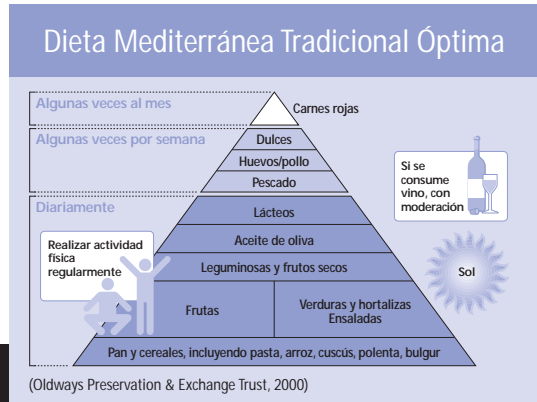 Dieta Mediterránea Tradicional Óptima
Algunas veces al mes
Carnes rojas
Algunas veces por semana
Dulces
Huevos/pollo
Pescado
Si se
consume
vino, con
moderación
Diariamente
Lácteos
Realizar actividad
física
regularmente
Aceite de oliva
Leguminosas y frutos secos
Sol
Frutas
Verduras y hortalizas
Ensaladas
Pan y cereales, incluyendo pasta, arroz, cuscús, polenta, bulgur
(Oldways Preservation & Exchange Trust, 2000)